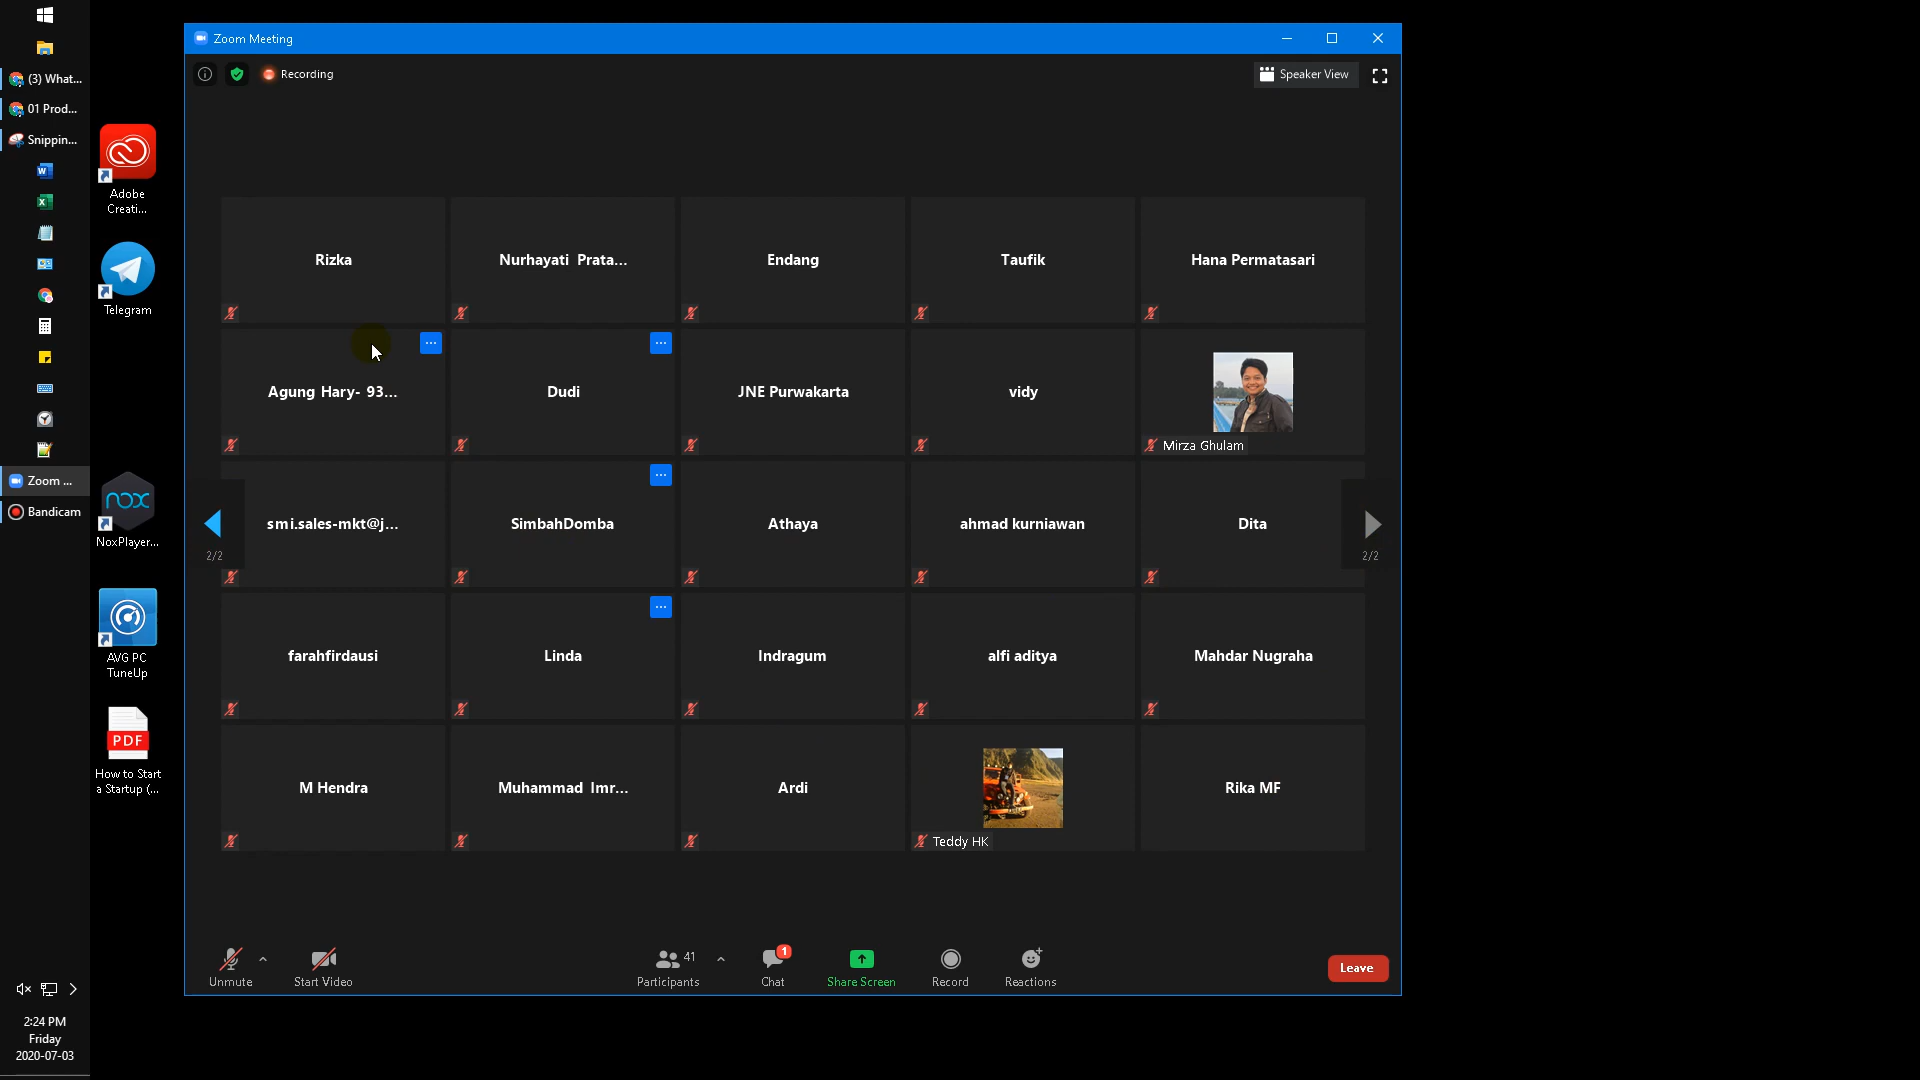 (3) What...
01 Prod...
Snippin...
Zoom ...
Bandicam
2:24 PM
Friday
2020-07-03
Adobe
Creati...
Telegram
nox
NoxPlayer...
AVG PC
TuneUp
PDF
How to Start
a Startup (...
Zoom Meeting
Recording
Speaker View
Rizka
Nurhayati Prata...
Endang
Taufik
Hana Permatasari
Agung Hary- 93...
Dudi
JNE Purwakarta
vidy
Mirza Ghulam
smi.sales-mkt@j...
SimbahDomba
Athaya
ahmad kurniawan
Dita
2/2
2/2
farahfirdausi
Linda
Indragum
alfi aditya
Mahdar Nugraha
M Hendra
Muhammad Imr...
Ardi
Teddy HK
Rika MF
Unmute
Start Video
41
Participants
1
Chat
Share Screen
Record
Reactions
Leave